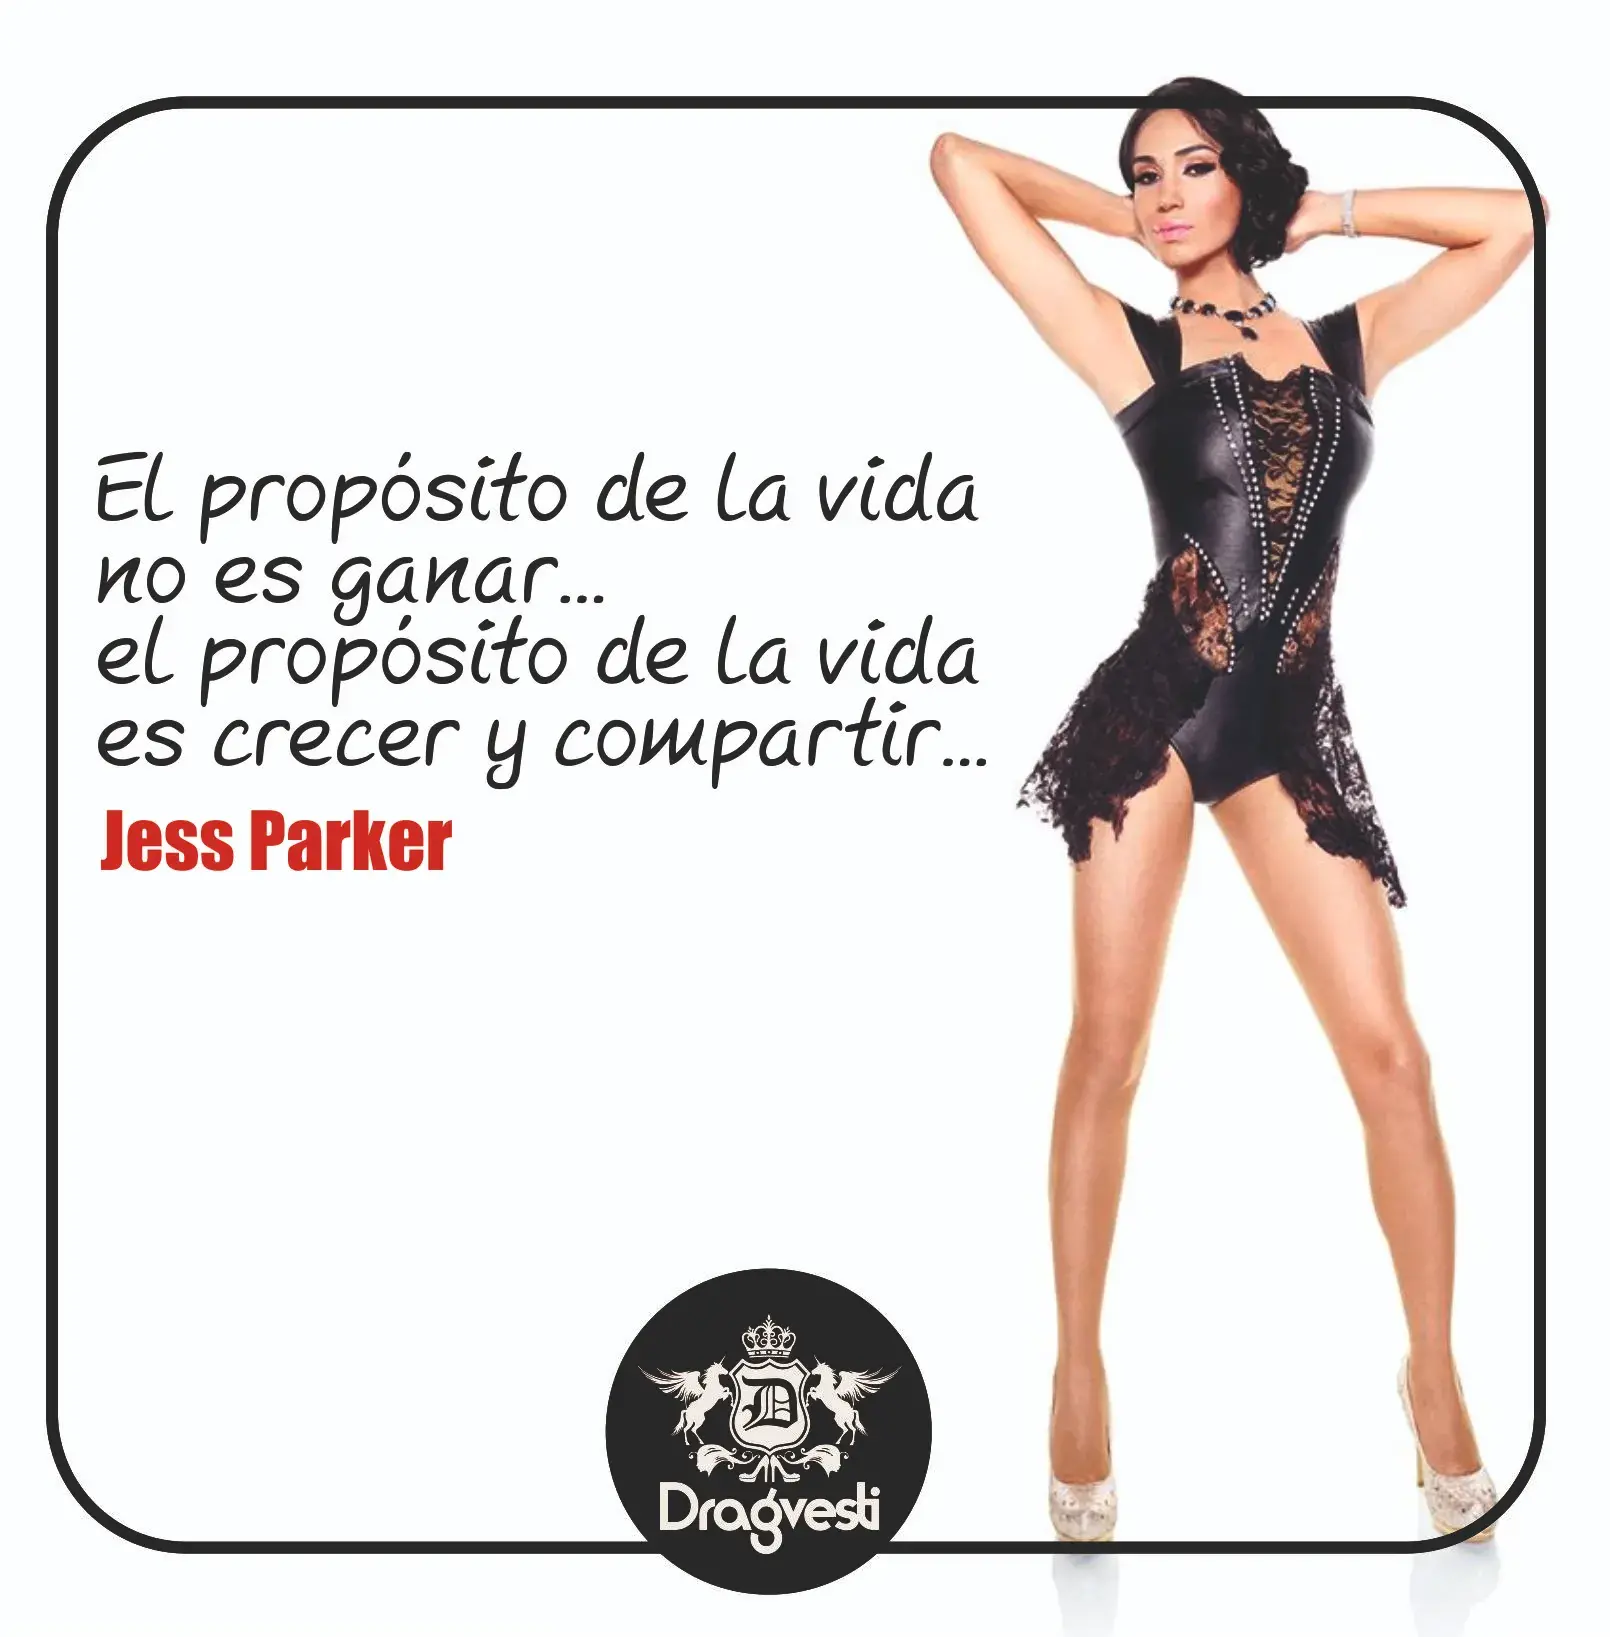 El propósito de la vida
no es ganar...
el propósito de la vida
es crecer y compartir...
Jess Parker
D
Dragvesti